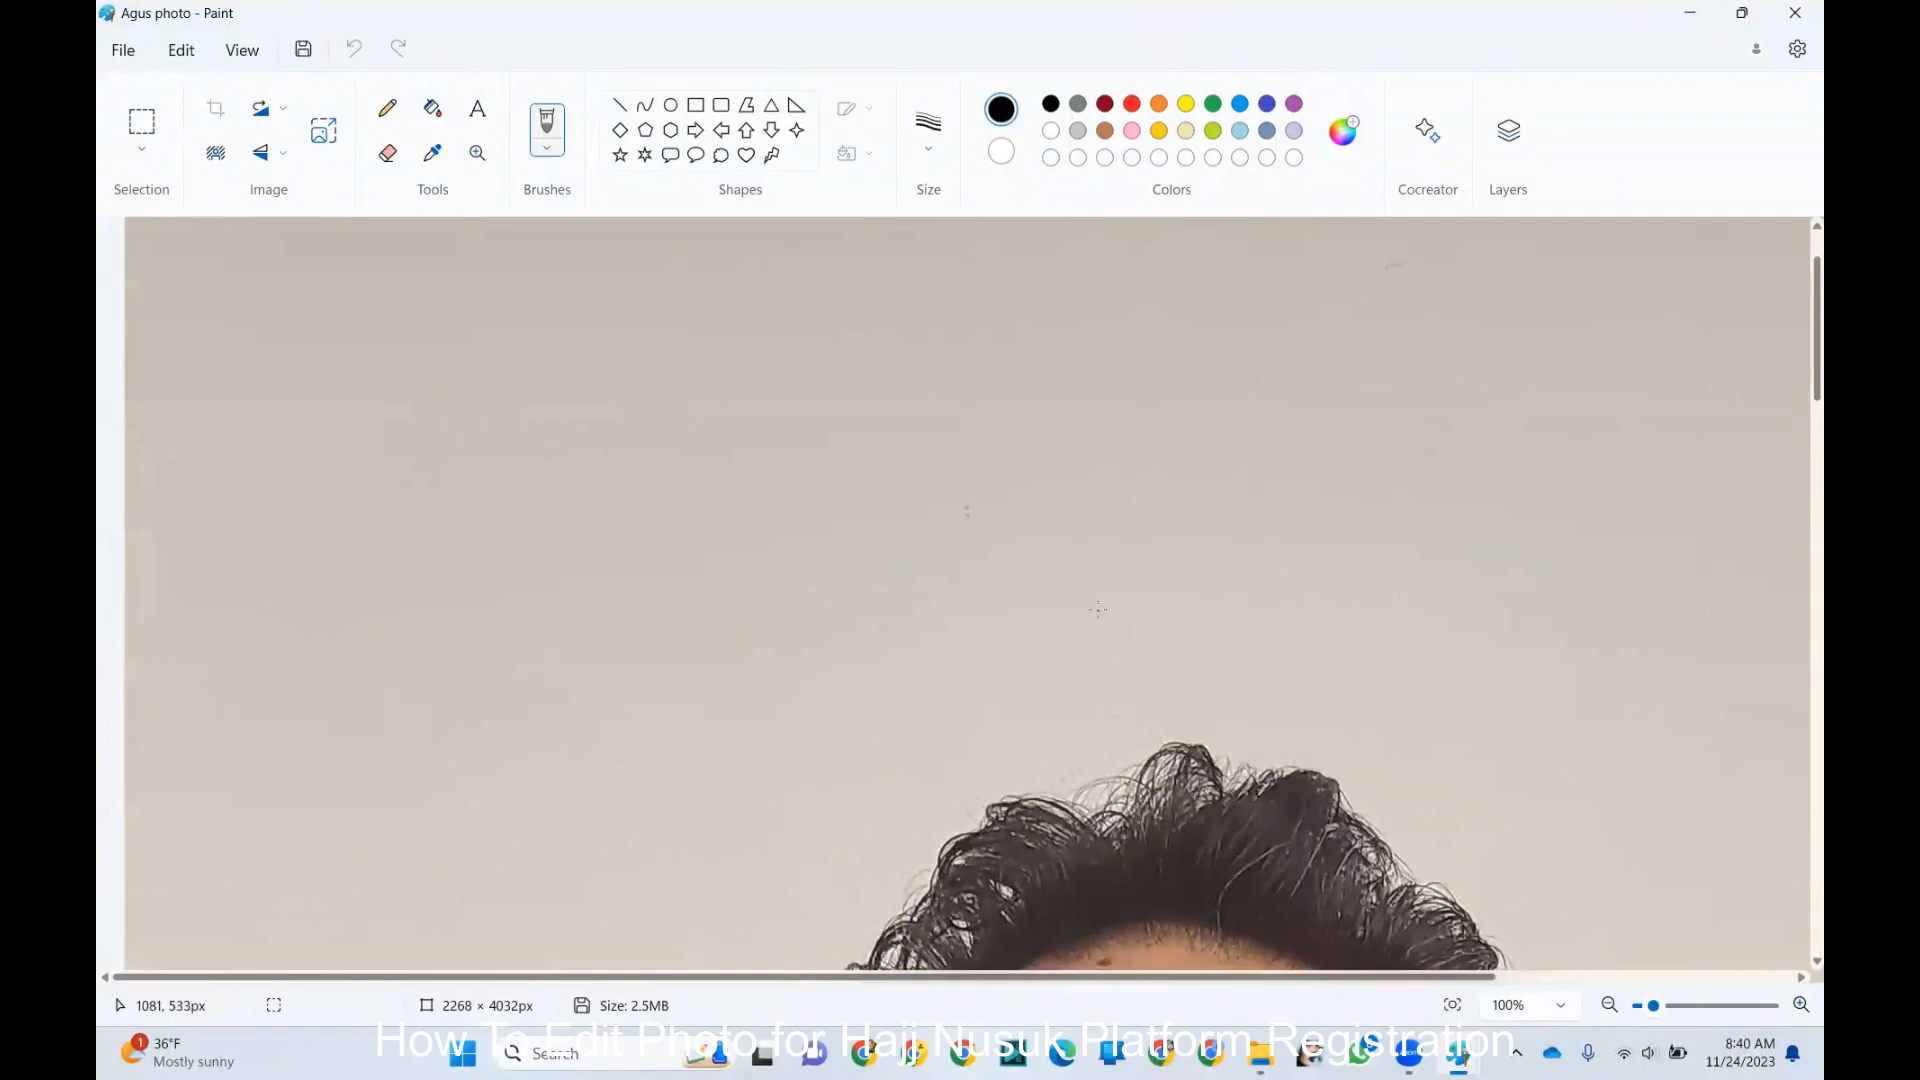 Agus photo - Paint
File Edit View
Selection Image Tools Brushes Shapes Size Colors Cocreator Layers
1081, 533px 2268 × 4032px Size: 2.5MB 100%
How To Edit Photo for Hajj Nusuk Platform Registration
1 36°F
Mostly sunny
Search
8:40 AM
11/24/2023